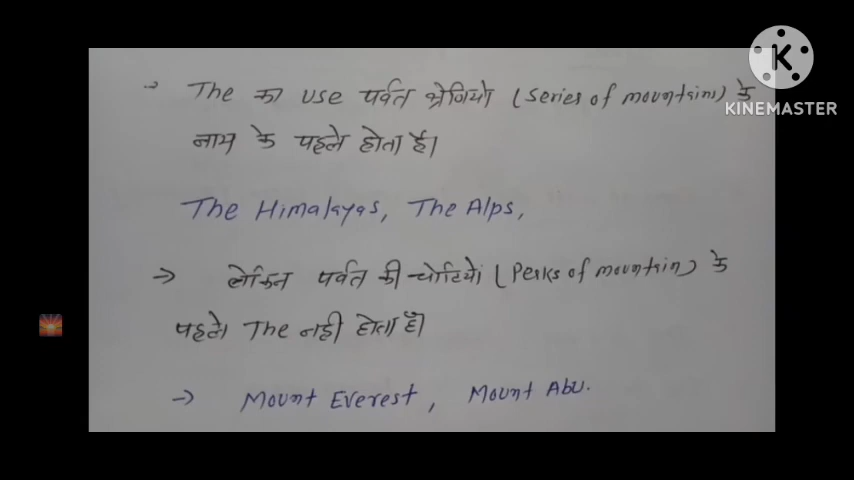 The का use पर्वत श्रेणियो (Series of mountains) के
नाम के पहले होता है।
The Himalayas, The Alps,
→ लेकिन पर्वत की चोटियों (Perks of mountain) के
पहले The नही होता है।
→ Mount Everest, Mount Abu.
KINEMASTER